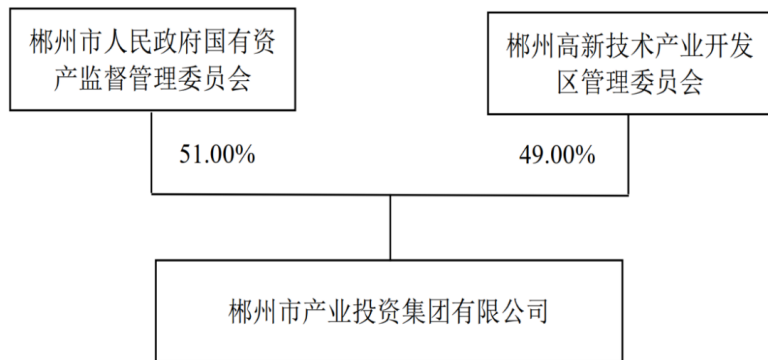 郴州市人民政府国有资
产监督管理委员会
郴州高新技术产业开发
区管理委员会
51.00%
49.00%
郴州市产业投资集团有限公司